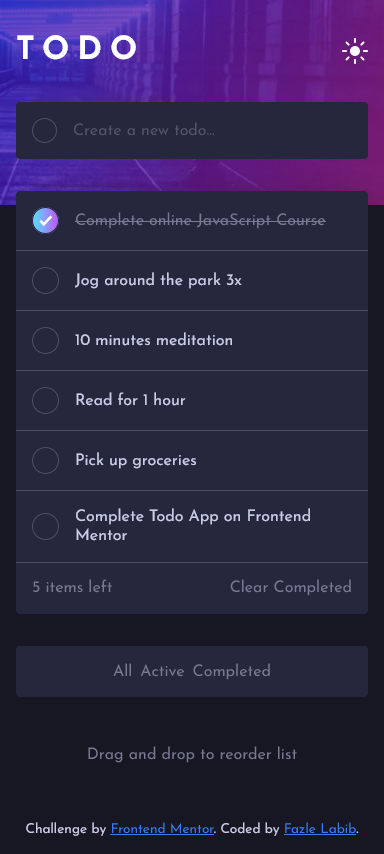 TODO
Create a new todo...
Complete online JavaScript Course
Jog around the park 3x
10 minutes meditation
Read for 1 hour
Pick up groceries
Complete Todo App on Frontend
Mentor
5 items left Clear Completed
All Active Completed
Drag and drop to reorder list
Challenge by Frontend Mentor. Coded by Fazle Labib.